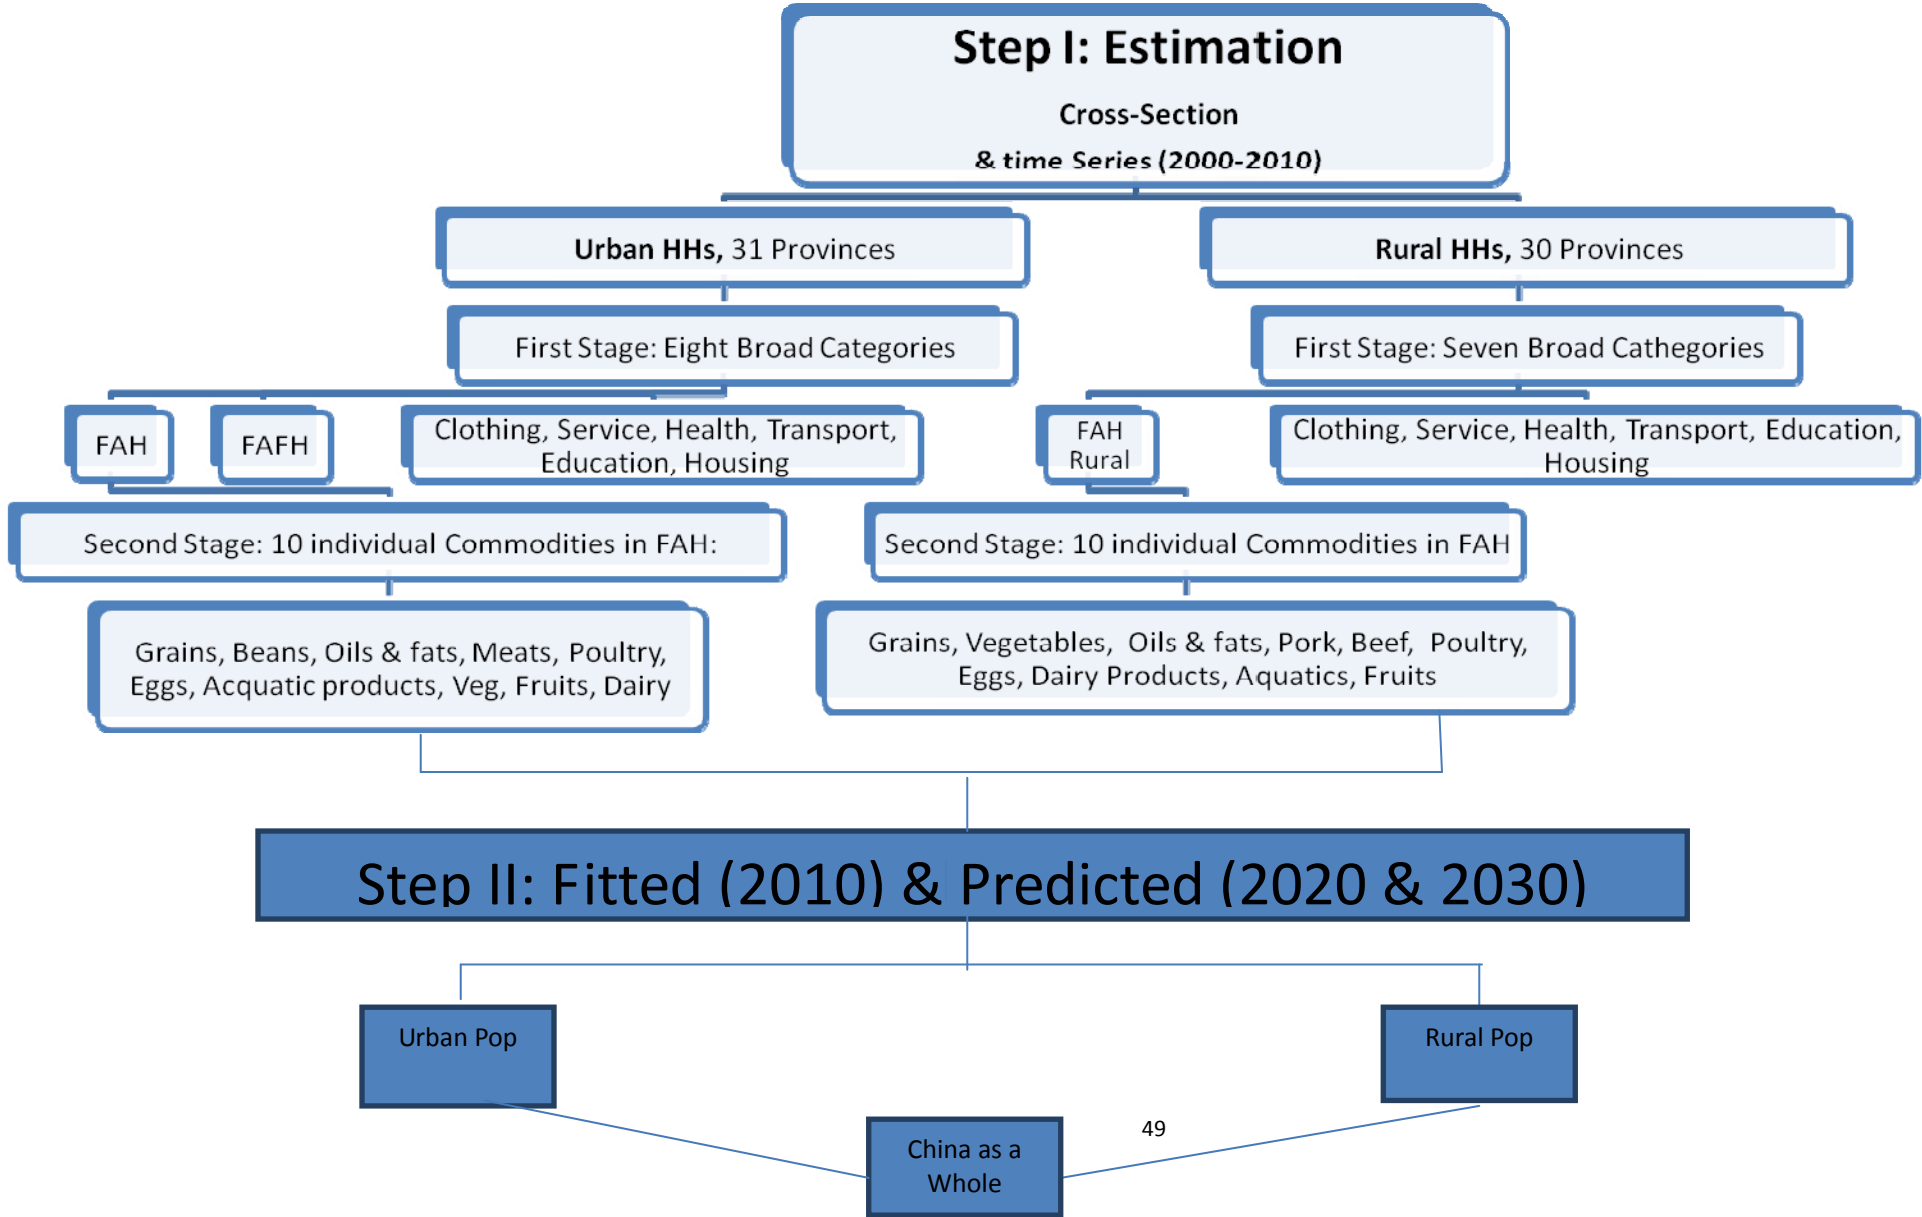 Step I: Estimation
Cross-Section
& time Series (2000-2010)
Urban HHs, 31 Provinces
Rural HHs, 30 Provinces
First Stage: Eight Broad Categories
First Stage: Seven Broad Cathegories
FAH
FAFH
Clothing, Service, Health, Transport,
Education, Housing
FAH
Rural
Clothing, Service, Health, Transport, Education,
Housing
Second Stage: 10 individual Commodities in FAH:
Second Stage: 10 individual Commodities in FAH
Grains, Beans, Oils & fats, Meats, Poultry,
Eggs, Acquatic products, Veg, Fruits, Dairy
Grains, Vegetables, Oils & fats, Pork, Beef, Poultry,
Eggs, Dairy Products, Aquatics, Fruits
Step II: Fitted (2010) & Predicted (2020 & 2030)
Urban Pop
Rural Pop
49
China as a
Whole